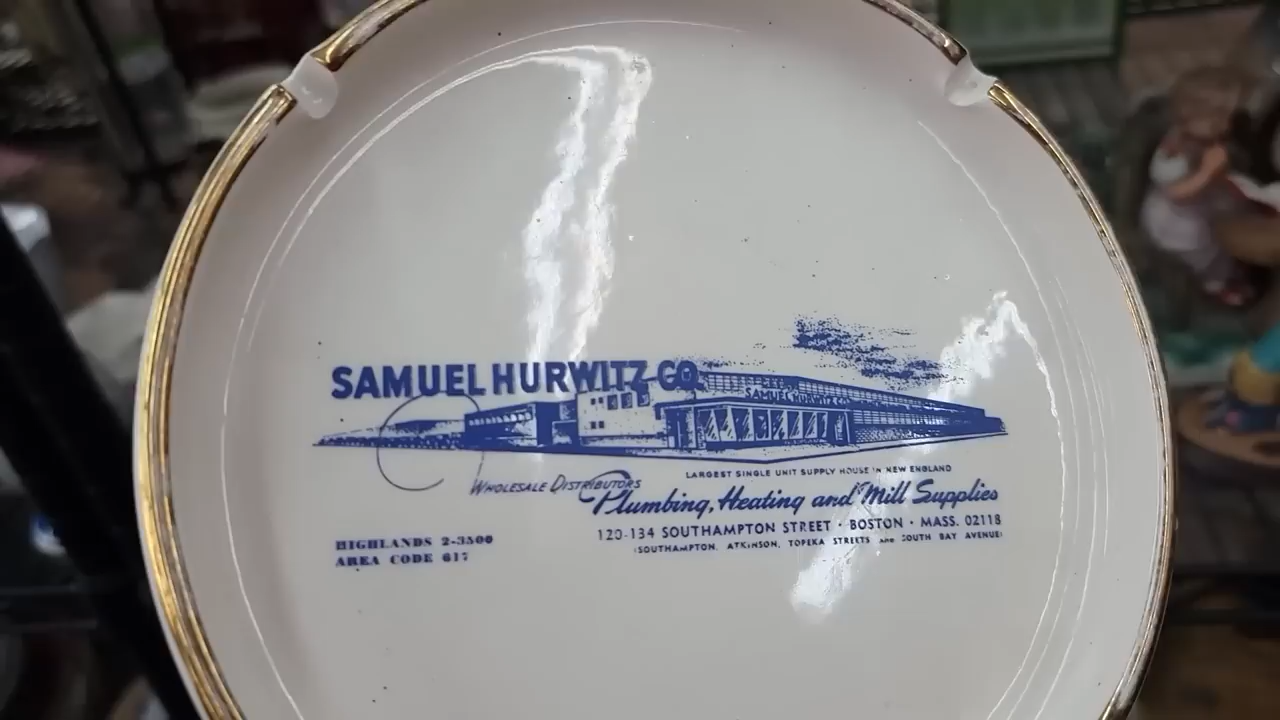 SAMUEL HURWITZ CO.
SAMUEL HURWITZ CO.
LARGEST SINGLE UNIT SUPPLY HOUSE IN NEW ENGLAND
WHOLESALE DISTRIBUTORS
Plumbing, Heating and Mill Supplies
120-134 SOUTHAMPTON STREET · BOSTON · MASS. 02118
(SOUTHAMPTON, ATKINSON, TOPEKA STREETS AND SOUTH BAY AVENUE)
HIGHLANDS 2-3500
AREA CODE 617